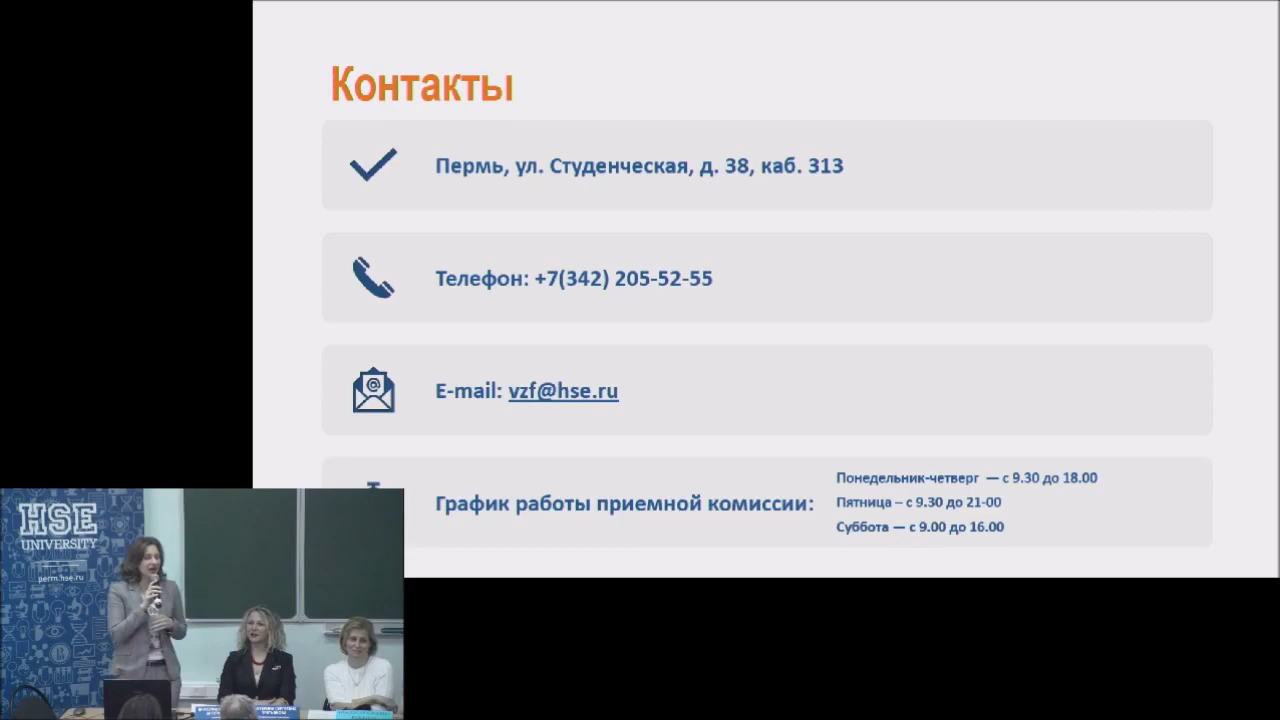 Контакты
Пермь, ул. Студенческая, д. 38, каб. 313
Телефон: +7(342) 205-52-55
E-mail: vzf@hse.ru
График работы приемной комиссии:
Понедельник-четверг — с 9.30 до 18.00
Пятница – с 9.30 до 21-00
Суббота — с 9.00 до 16.00
HSE
UNIVERSITY
perm.hse.ru